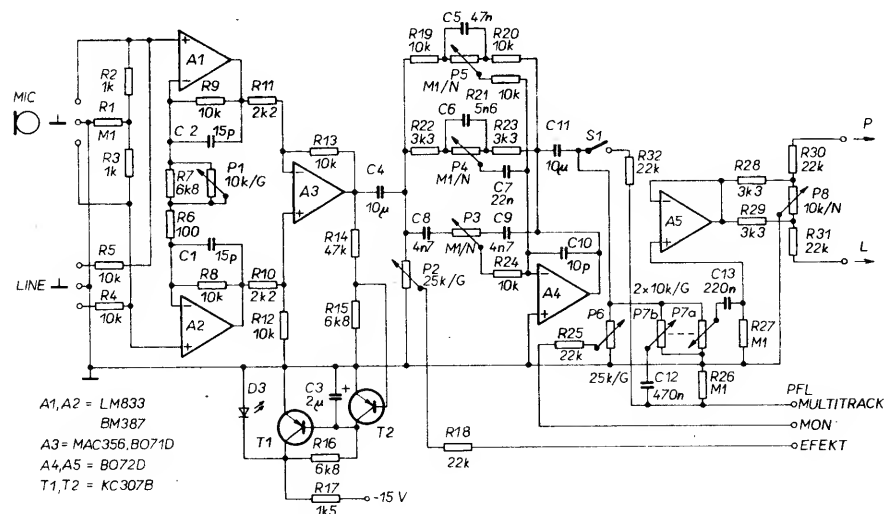 MIC
R2
1k
R1
M1
R3
1k
R5
10k
LINE
R4
10k
A1
R9
10k
C2
15p
R11
2k2
R7
6k8
P1
10k/G
R6
100
C1
15p
R8
10k
R10
2k2
A2
R12
10k
R13
10k
A3
C4
10μ
R14
47k
R15
6k8
P2
25k/G
D3
C3
2μ
+
T1
T2
R16
6k8
R17
1k5
-15 V
R18
22k
C5
47n
R19
10k
R20
10k
P5
M1/N
R21
10k
C6
5n6
R22
3k3
R23
3k3
P4
M1/N
C7
22n
C8
4n7
P3
M1/N
C9
4n7
R24
10k
C10
10p
A4
C11
10μ
S1
R32
22k
R25
22k
P6
25k/G
2x10k/G
P7b
P7a
C13
220n
C12
470n
R26
M1
R27
M1
A5
R28
3k3
R29
3k3
R30
22k
P8
10k/N
R31
22k
P
L
PFL
MULTITRACK
MON
EFEKT
A1,A2 = LM833
BM387
A3 = MAC356,BO71D
A4,A5 = BO72D
T1,T2 = KC307B